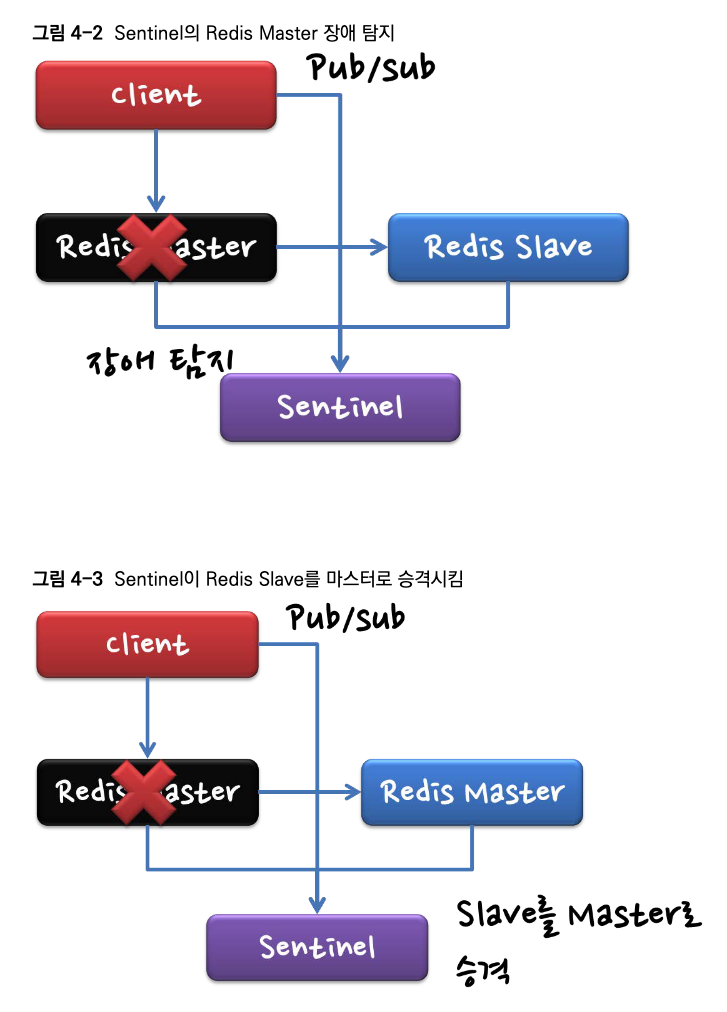 그림 4-2 Sentinel의 Redis Master 장애 탐지
Pub/sub
Client
Redis Master
Redis Slave
장애 탐지
Sentinel
그림 4-3 Sentinel이 Redis Slave를 마스터로 승격시킴
Pub/sub
Client
Redis Master
Redis Master
Sentinel
Slave를 Master로
승격